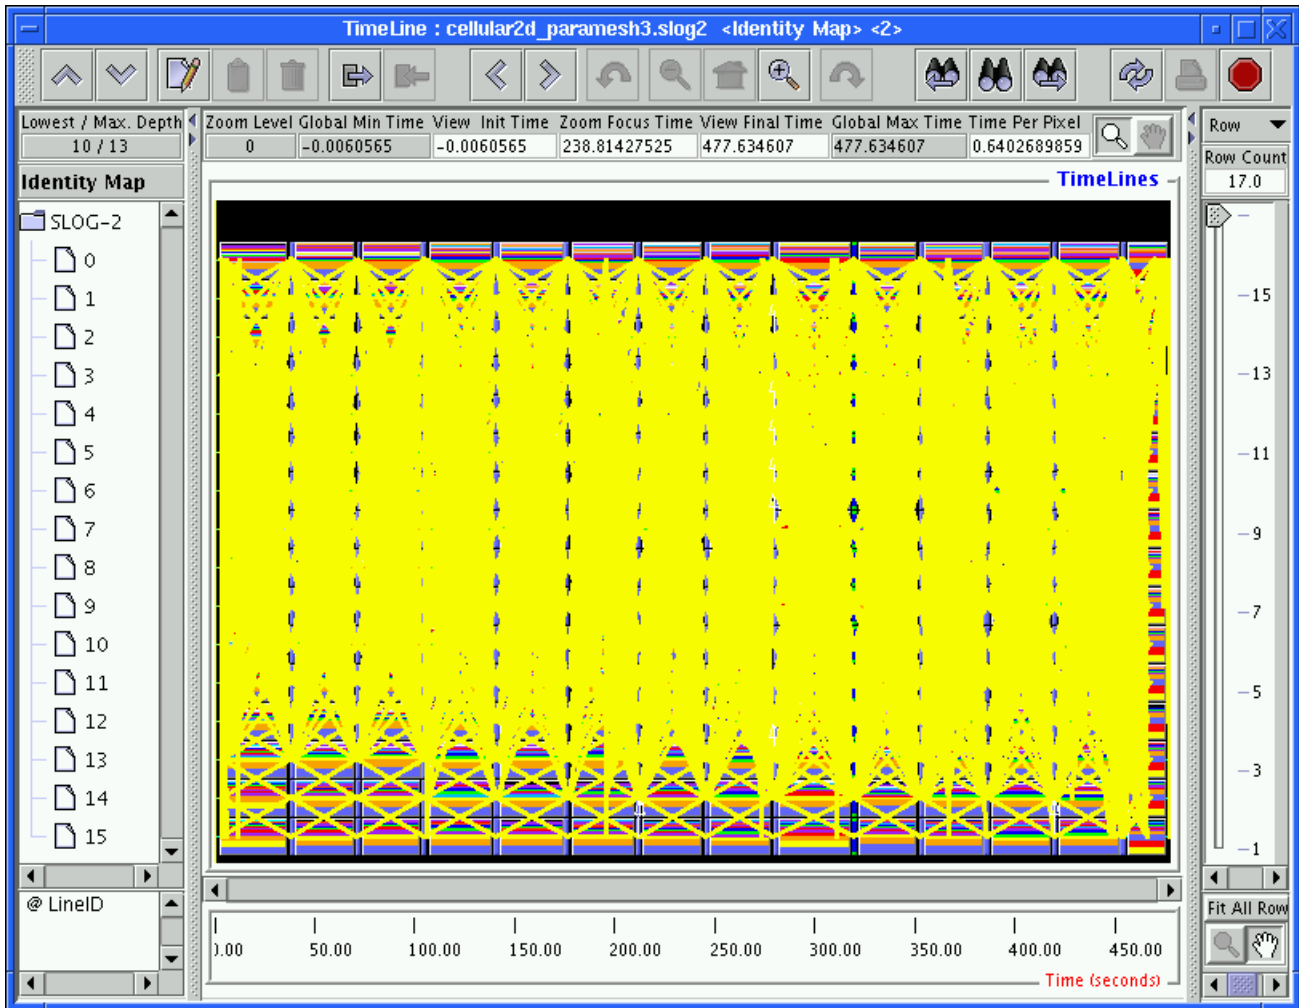 TimeLine : cellular2d_paramesh3.slog2 <Identity Map> <2>
Lowest / Max. Depth
10 / 13
Zoom Level Global Min Time View Init Time Zoom Focus Time View Final Time Global Max Time Time Per Pixel
0 -0.0060565 -0.0060565 238.81427525 477.634607 477.634607 0.6402689859
Row
Row Count
17.0
Identity Map
TimeLines
SLOG-2
0
1
2
3
4
5
6
7
8
9
10
11
12
13
14
15
15
13
11
9
7
5
3
1
@ LineID
Fit All Row
).00 50.00 100.00 150.00 200.00 250.00 300.00 350.00 400.00 450.00
Time (seconds)